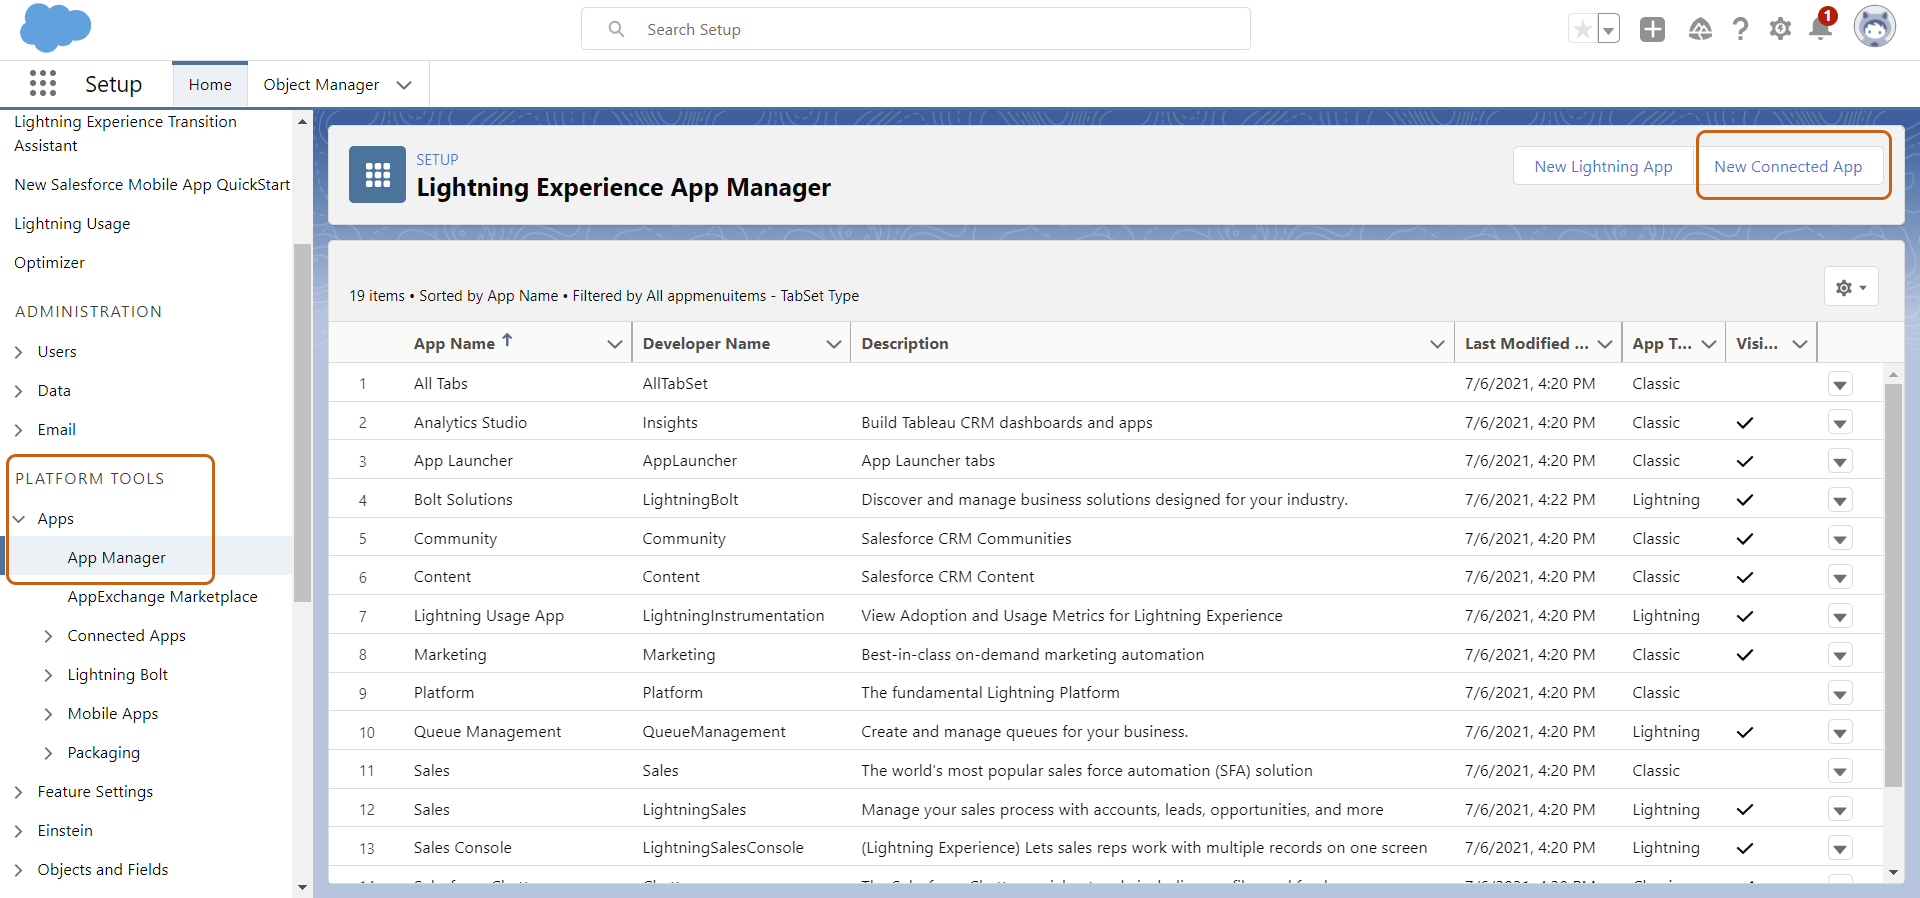 Search Setup
1
Setup
Home
Object Manager
Lightning Experience Transition
Assistant
New Salesforce Mobile App QuickStart
Lightning Usage
Optimizer
ADMINISTRATION
Users
Data
Email
PLATFORM TOOLS
Apps
App Manager
AppExchange Marketplace
Connected Apps
Lightning Bolt
Mobile Apps
Packaging
Feature Settings
Einstein
Objects and Fields
SETUP
Lightning Experience App Manager
New Lightning App
New Connected App
19 items • Sorted by App Name • Filtered by All appmenuitems - TabSet Type
App Name Developer Name Description Last Modified ... App T... Visi...
1 All Tabs AllTabSet 7/6/2021, 4:20 PM Classic
2 Analytics Studio Insights Build Tableau CRM dashboards and apps 7/6/2021, 4:20 PM Classic
3 App Launcher AppLauncher App Launcher tabs 7/6/2021, 4:20 PM Classic
4 Bolt Solutions LightningBolt Discover and manage business solutions designed for your industry. 7/6/2021, 4:22 PM Lightning
5 Community Community Salesforce CRM Communities 7/6/2021, 4:20 PM Classic
6 Content Content Salesforce CRM Content 7/6/2021, 4:20 PM Classic
7 Lightning Usage App LightningInstrumentation View Adoption and Usage Metrics for Lightning Experience 7/6/2021, 4:20 PM Lightning
8 Marketing Marketing Best-in-class on-demand marketing automation 7/6/2021, 4:20 PM Classic
9 Platform Platform The fundamental Lightning Platform 7/6/2021, 4:20 PM Classic
10 Queue Management QueueManagement Create and manage queues for your business. 7/6/2021, 4:20 PM Lightning
11 Sales Sales The world's most popular sales force automation (SFA) solution 7/6/2021, 4:20 PM Classic
12 Sales LightningSales Manage your sales process with accounts, leads, opportunities, and more 7/6/2021, 4:20 PM Lightning
13 Sales Console LightningSalesConsole (Lightning Experience) Lets sales reps work with multiple records on one screen 7/6/2021, 4:20 PM Lightning